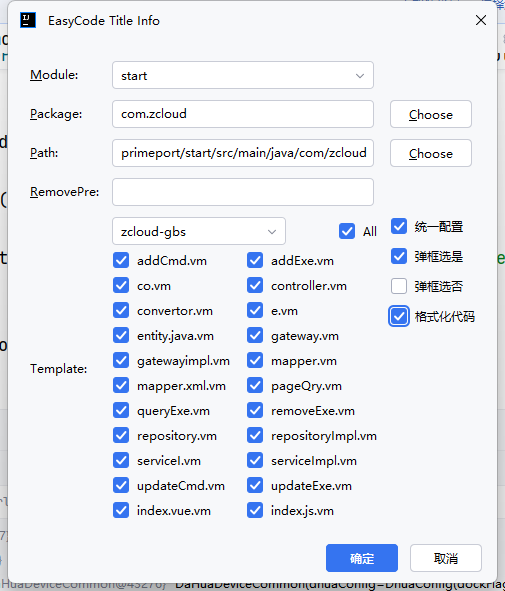 EasyCode Title Info
Module: start
Package: com.zcloud Choose
Path: primeport/start/src/main/java/com/zcloud Choose
RemovePre:
zcloud-gbs All 统一配置
addCmd.vm addExe.vm 弹框选是
co.vm controller.vm 弹框选否
convertor.vm e.vm 格式化代码
entity.java.vm gateway.vm
gatewayimpl.vm mapper.vm
Template:
mapper.xml.vm pageQry.vm
queryExe.vm removeExe.vm
repository.vm repositoryImpl.vm
serviceI.vm serviceImpl.vm
updateCmd.vm updateExe.vm
index.vue.vm index.js.vm
确定 取消